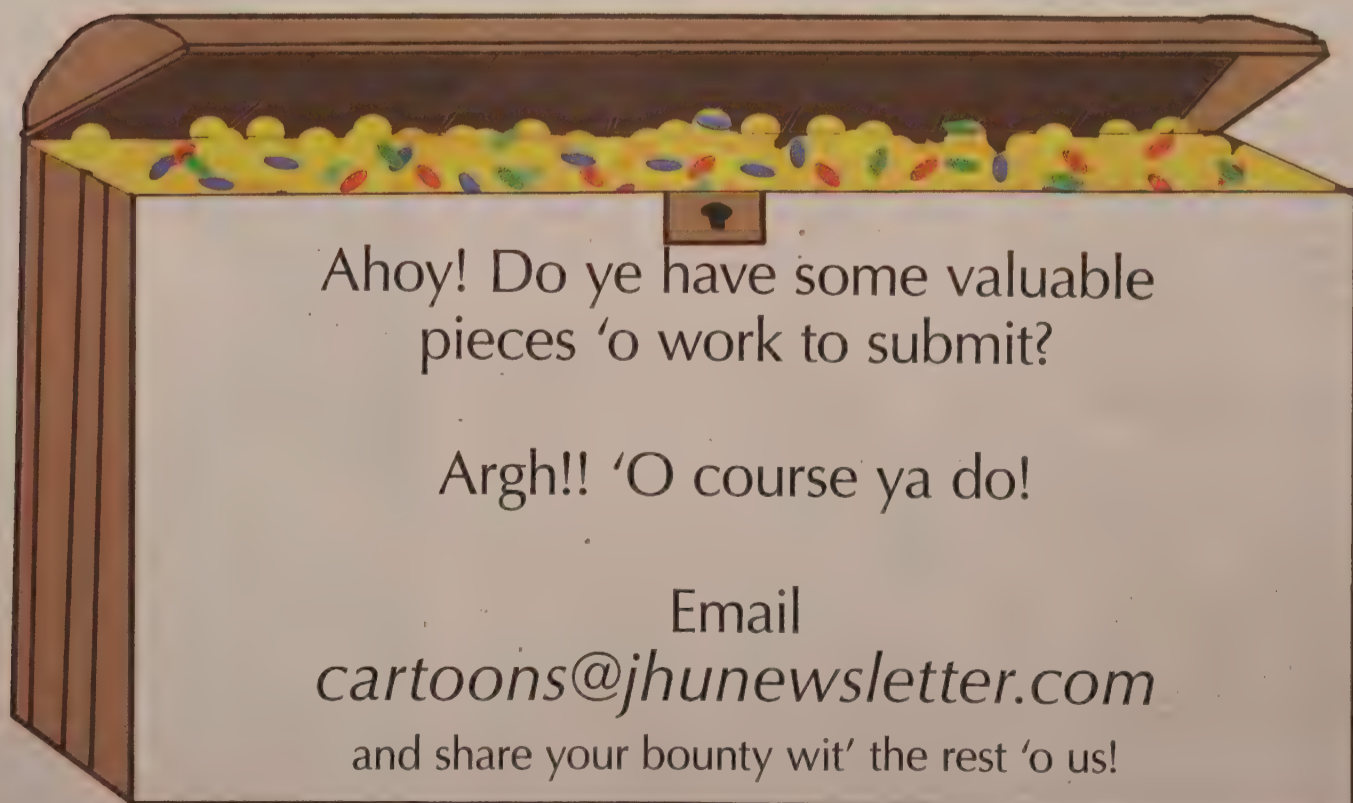 Ahoy! Do ye have some valuable
pieces ‘o work to submit?
Argh!! ‘O course ya do!
Email
cartoons@jhunewsletter.com
and share your bounty wit’ the rest ‘o us!